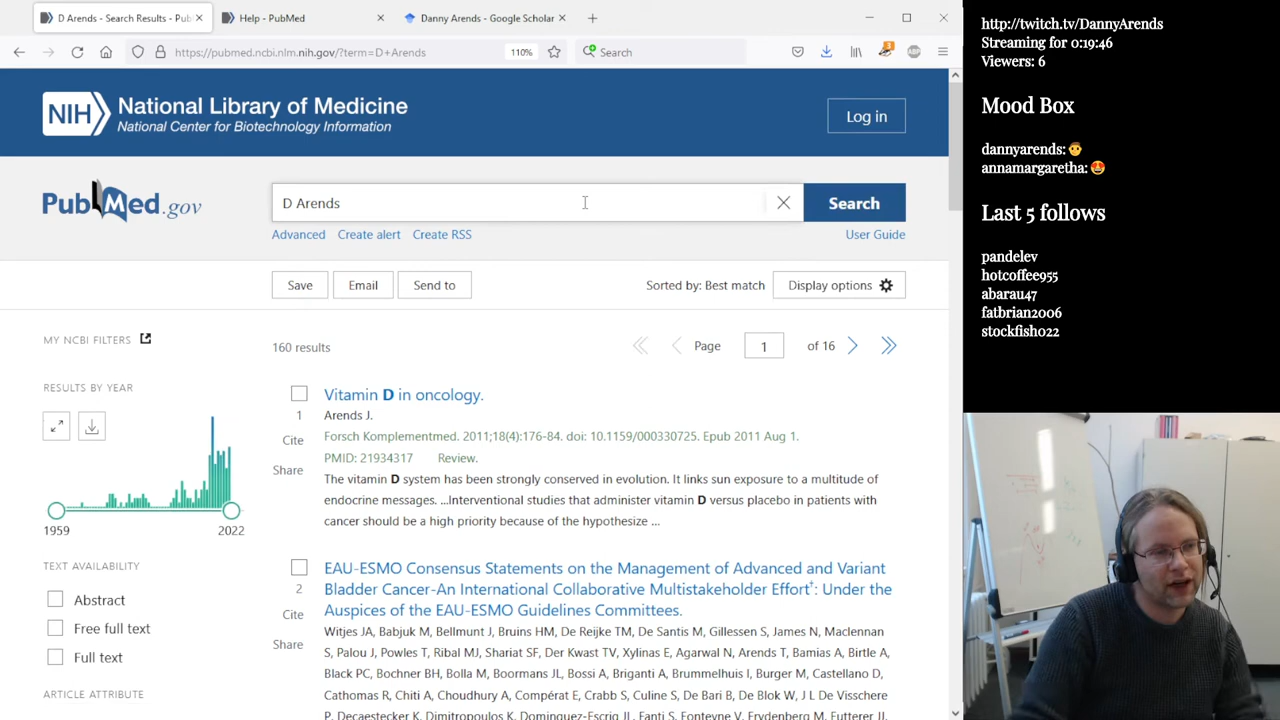 D Arends - Search Results - Pub
Help - PubMed
Danny Arends - Google Scholar
https://pubmed.ncbi.nlm.nih.gov/?term=D+Arends
110%
Search
NIH
National Library of Medicine
National Center for Biotechnology Information
Log in
PubMed.gov
D Arends
Search
Advanced
Create alert
Create RSS
User Guide
Save
Email
Send to
Sorted by: Best match
Display options
MY NCBI FILTERS
160 results
Page
1
of 16
RESULTS BY YEAR
1959
2022
TEXT AVAILABILITY
Abstract
Free full text
Full text
ARTICLE ATTRIBUTE
1
Cite
Share
Vitamin D in oncology.
Arends J.
Forsch Komplementmed. 2011;18(4):176-84. doi: 10.1159/000330725. Epub 2011 Aug 1.
PMID: 21934317 Review.
The vitamin D system has been strongly conserved in evolution. It links sun exposure to a multitude of
endocrine messages. ...Interventional studies that administer vitamin D versus placebo in patients with
cancer should be a high priority because of the hypothesize ...
2
Cite
Share
EAU-ESMO Consensus Statements on the Management of Advanced and Variant
Bladder Cancer-An International Collaborative Multistakeholder Effort†: Under the
Auspices of the EAU-ESMO Guidelines Committees.
Witjes JA, Babjuk M, Bellmunt J, Bruins HM, De Reijke TM, De Santis M, Gillessen S, James N, Maclennan
S, Palou J, Powles T, Ribal MJ, Shariat SF, Der Kwast TV, Xylinas E, Agarwal N, Arends T, Bamias A, Birtle A,
Black PC, Bochner BH, Bolla M, Boormans JL, Bossi A, Briganti A, Brummelhuis I, Burger M, Castellano D,
Cathomas R, Chiti A, Choudhury A, Compérat E, Crabb S, Culine S, De Bari B, De Blok W, J L De Visschere
P, Decaestecker K, Dimitropoulos K, Dominguez-Escrig JL, Fanti S, Fonteyne V, Frydenberg M, Futterer JJ,
http://twitch.tv/DannyArends
Streaming for 0:19:46
Viewers: 6
Mood Box
dannyarends:
annamargaretha:
Last 5 follows
pandelev
hotcoffee955
abarau47
fatbrian2006
stockfish022